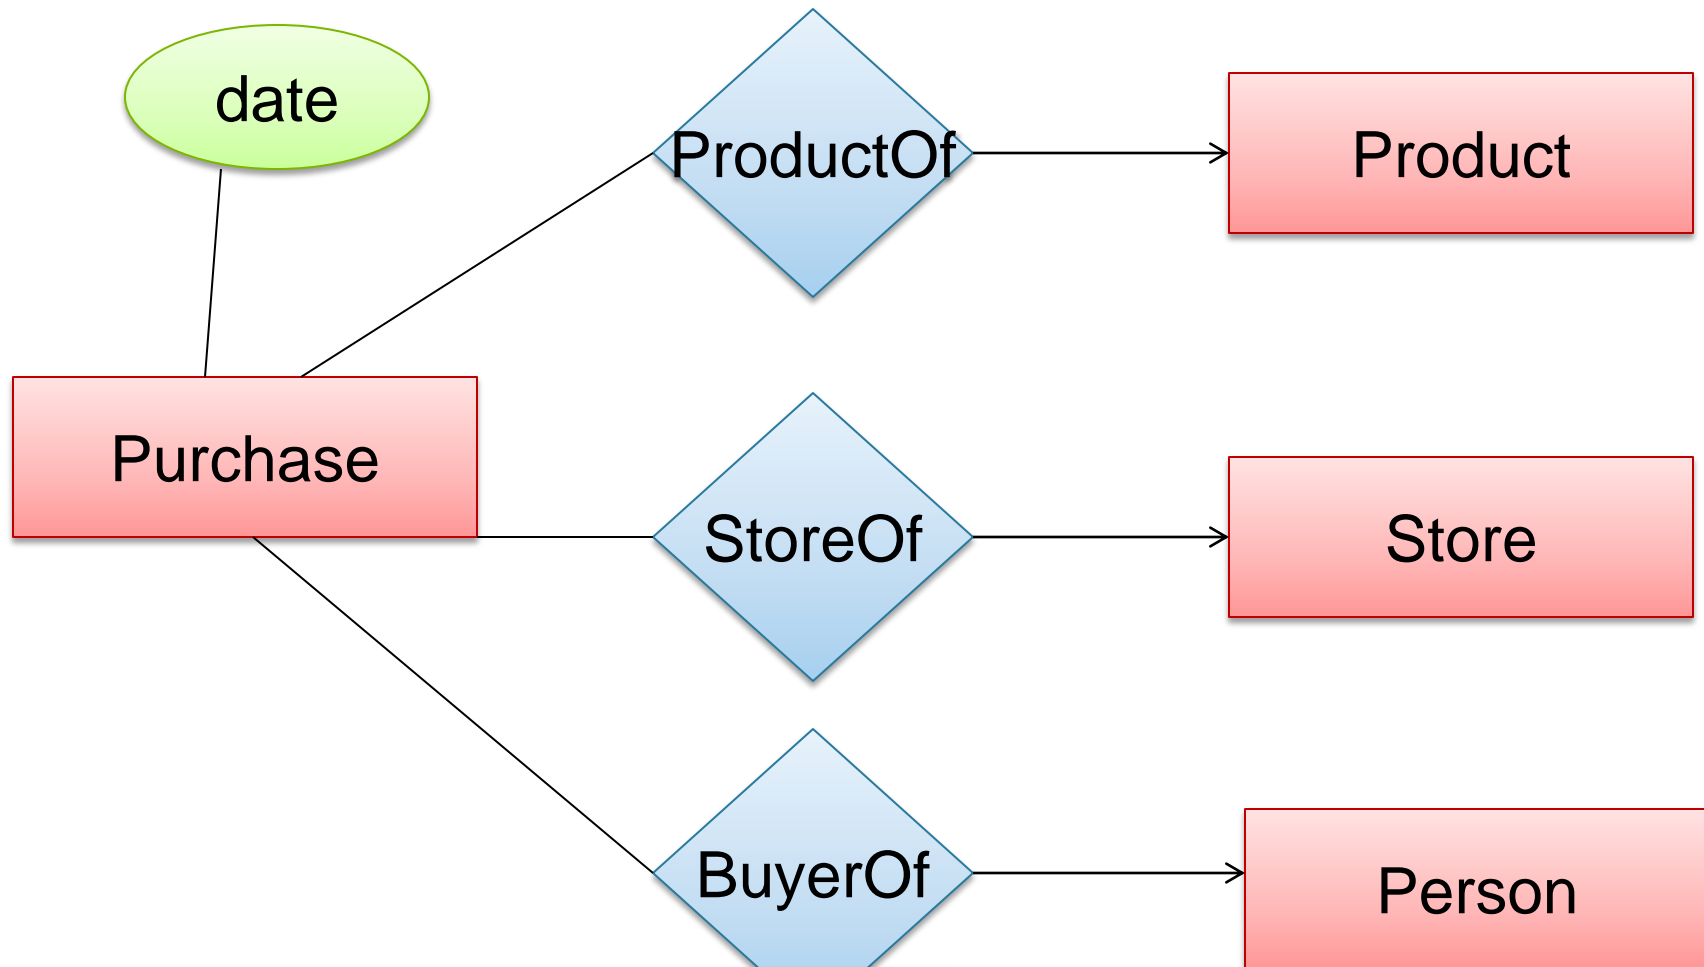 date
ProductOf
Product
Purchase
StoreOf
Store
BuyerOf
Person